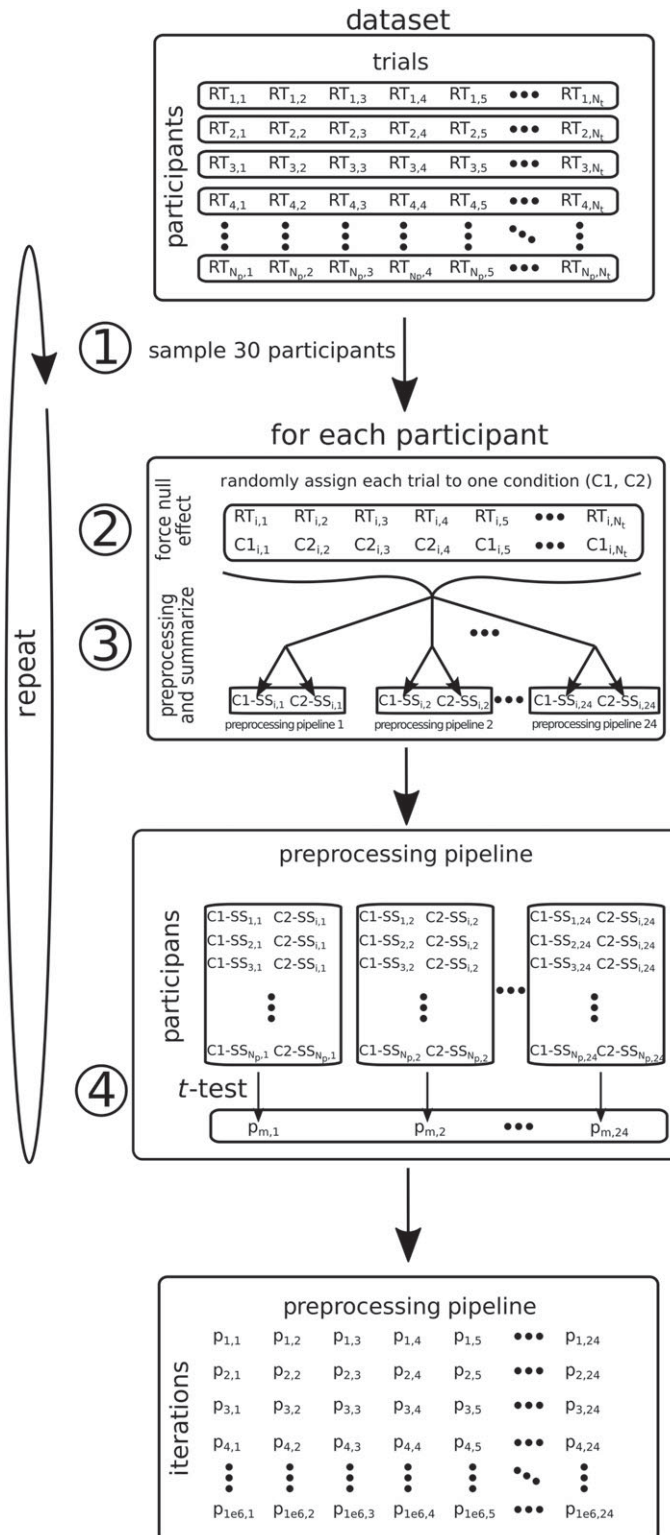 dataset
trials
participants
RT1,1 RT1,2 RT1,3 RT1,4 RT1,5 ••• RT1,Nt
RT2,1 RT2,2 RT2,3 RT2,4 RT2,5 ••• RT2,Nt
RT3,1 RT3,2 RT3,3 RT3,4 RT3,5 ••• RT3,Nt
RT4,1 RT4,2 RT4,3 RT4,4 RT4,5 ••• RT4,Nt
RTNp,1 RTNp,2 RTNp,3 RTNp,4 RTNp,5 ••• RTNp,Nt
repeat
1 sample 30 participants
for each participant
2
force null
effect
randomly assign each trial to one condition (C1, C2)
RTi,1 RTi,2 RTi,3 RTi,4 RTi,5 ••• RTi,Nt
C1i,1 C2i,2 C2i,3 C2i,4 C1i,5 ••• C1i,Nt
3
preprocessing
and summarize
•••
C1-SSi,1 C2-SSi,1 C1-SSi,2 C2-SSi,2 ••• C1-SSi,24 C2-SSi,24
preprocessing pipeline 1 preprocessing pipeline 2 preprocessing pipeline 24
preprocessing pipeline
participans
C1-SS1,1 C2-SSi,1 C1-SS1,2 C2-SSi,2 C1-SS1,24 C2-SSi,24
C1-SS2,1 C2-SSi,1 C1-SS2,2 C2-SSi,2 C1-SS2,24 C2-SSi,24
C1-SS3,1 C2-SSi,1 C1-SS3,2 C2-SSi,2 ••• C1-SS3,24 C2-SSi,24
C1-SSNp,1 C2-SSNp,1 C1-SSNp,2 C2-SSNp,2 C1-SSNp,24 C2-SSNp,24
4 t-test
pm,1 pm,2 ••• pm,24
preprocessing pipeline
iterations
p1,1 p1,2 p1,3 p1,4 p1,5 ••• p1,24
p2,1 p2,2 p2,3 p2,4 p2,5 ••• p2,24
p3,1 p3,2 p3,3 p3,4 p3,5 ••• p3,24
p4,1 p4,2 p4,3 p4,4 p4,5 ••• p4,24
p1e6,1 p1e6,2 p1e6,3 p1e6,4 p1e6,5 ••• p1e6,24